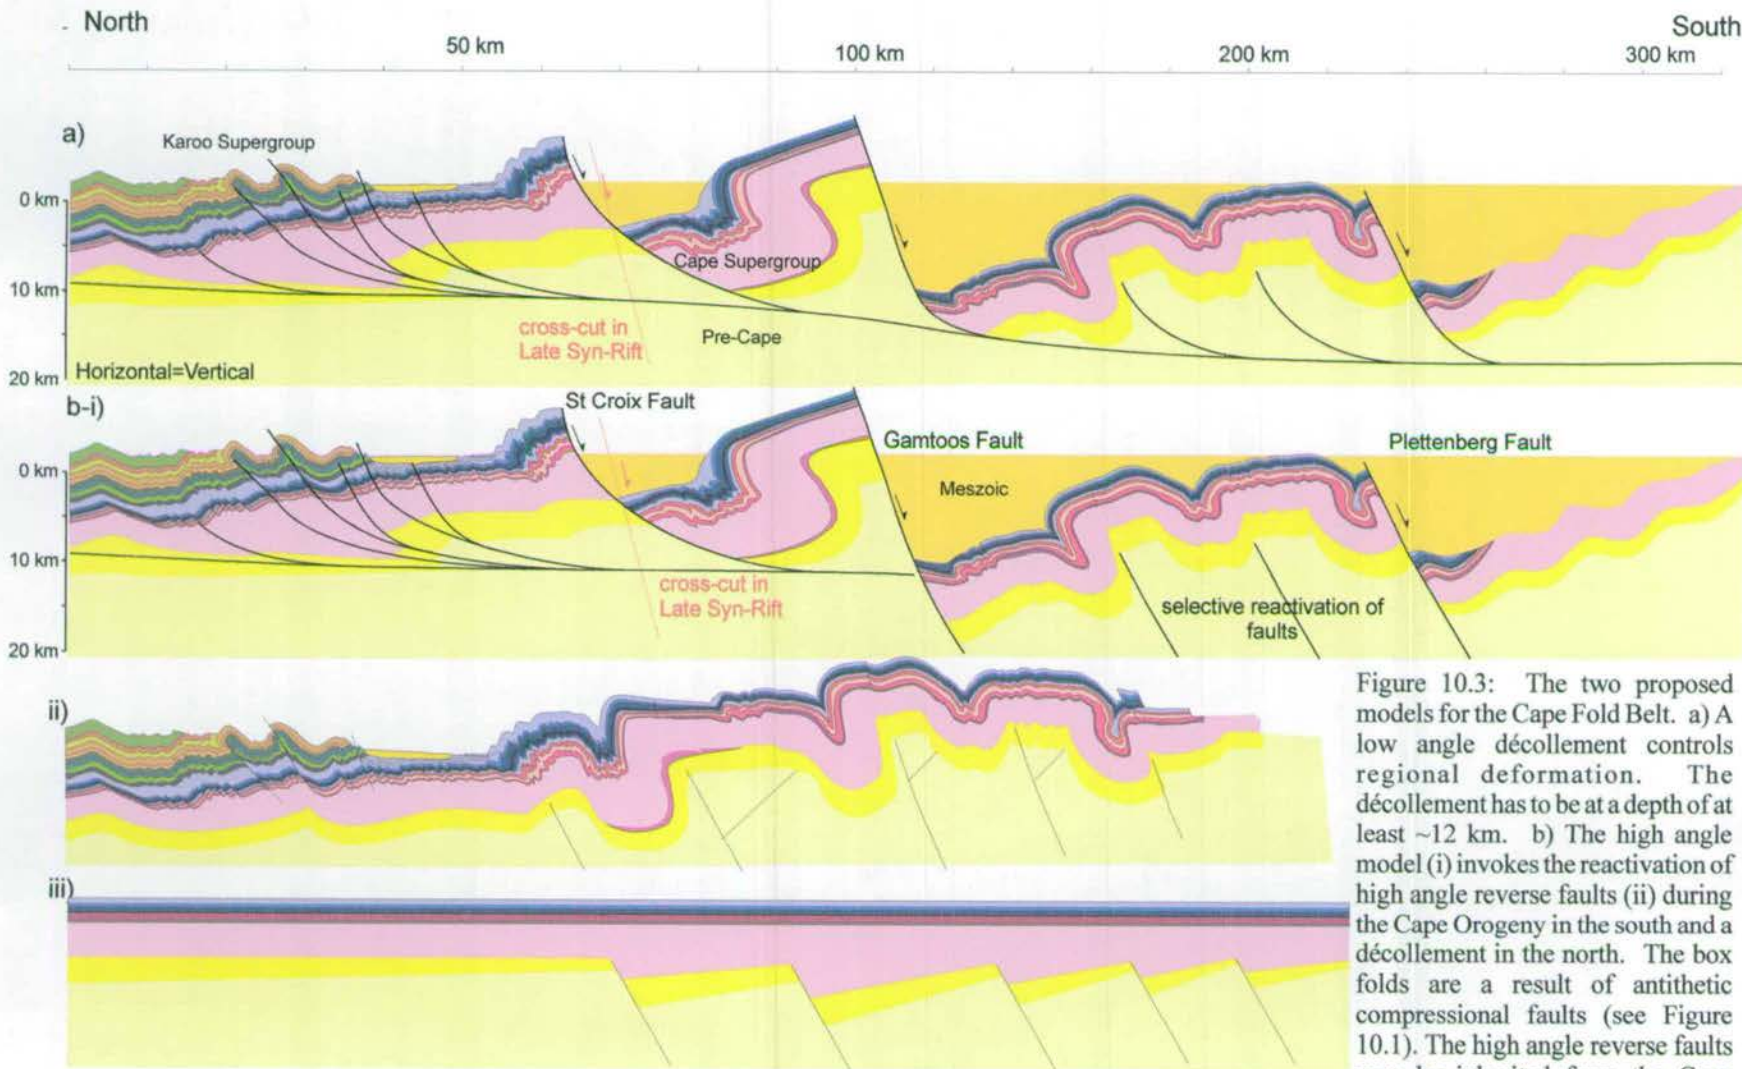 North
South
50 km
100 km
200 km
300 km
a)
Karoo Supergroup
0 km
10 km
20 km
Cape Supergroup
cross-cut in
Late Syn-Rift
Pre-Cape
Horizontal=Vertical
b-i)
St Croix Fault
Gamtoos Fault
Plettenberg Fault
0 km
10 km
20 km
Meszoic
cross-cut in
Late Syn-Rift
selective reactivation of
faults
ii)
iii)
Figure 10.3: The two proposed
models for the Cape Fold Belt. a) A
low angle décollement controls
regional deformation. The
décollement has to be at a depth of at
least ~12 km. b) The high angle
model (i) invokes the reactivation of
high angle reverse faults (ii) during
the Cape Orogeny in the south and a
décollement in the north. The box
folds are a result of antithetic
compressional faults (see Figure
10.1). The high angle reverse faults